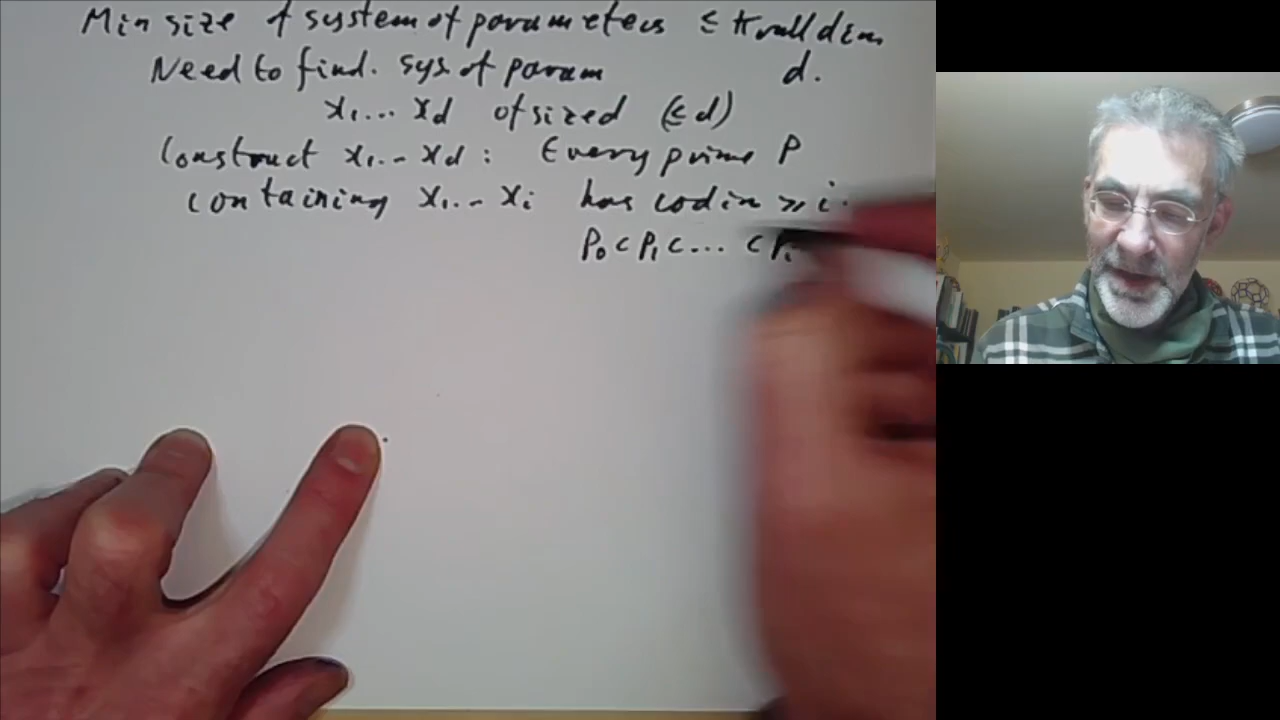 Min size of system of parameters ≤ Krull dim
Need to find. sys of param d.
x₁... x_d of size d (≤ d)
Construct x₁... x_d : Every prime P
containing x₁... x_i has codim ≥ i.
P₀ ⊂ P₁ ⊂ ... ⊂ P_i